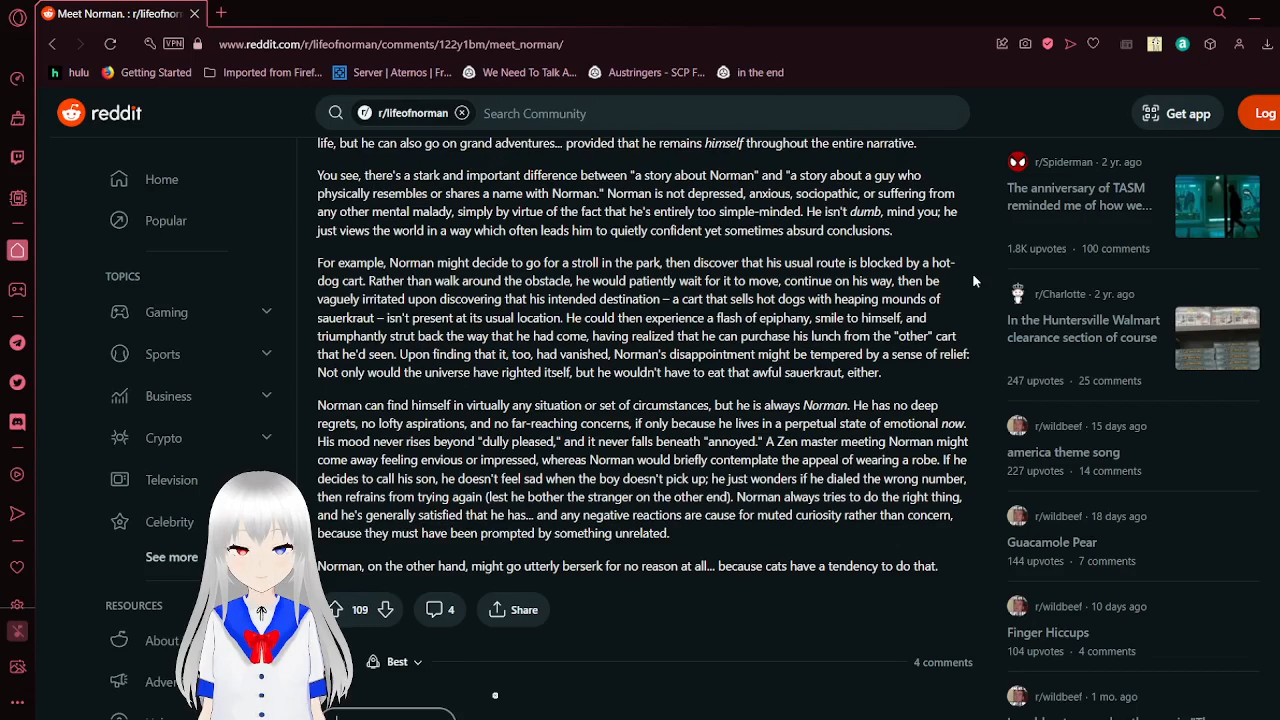 Meet Norman. : r/lifeofnorm
VPN
www.reddit.com/r/lifeofnorman/comments/122y1bm/meet_norman/
hulu
Getting Started
Imported from Firef...
Server | Aternos | Fr...
We Need To Talk A...
Austringers - SCP F...
in the end
reddit
r/lifeofnorman
Search Community
Get app
Log
Home
Popular
TOPICS
Gaming
Sports
Business
Crypto
Television
Celebrity
See more
RESOURCES
About
Adver
life, but he can also go on grand adventures... provided that he remains himself throughout the entire narrative.
You see, there's a stark and important difference between "a story about Norman" and "a story about a guy who
physically resembles or shares a name with Norman." Norman is not depressed, anxious, sociopathic, or suffering from
any other mental malady, simply by virtue of the fact that he's entirely too simple-minded. He isn't dumb, mind you; he
just views the world in a way which often leads him to quietly confident yet sometimes absurd conclusions.
For example, Norman might decide to go for a stroll in the park, then discover that his usual route is blocked by a hot-
dog cart. Rather than walk around the obstacle, he would patiently wait for it to move, continue on his way, then be
vaguely irritated upon discovering that his intended destination – a cart that sells hot dogs with heaping mounds of
sauerkraut – isn't present at its usual location. He could then experience a flash of epiphany, smile to himself, and
triumphantly strut back the way that he had come, having realized that he can purchase his lunch from the "other" cart
that he'd seen. Upon finding that it, too, had vanished, Norman's disappointment might be tempered by a sense of relief:
Not only would the universe have righted itself, but he wouldn't have to eat that awful sauerkraut, either.
Norman can find himself in virtually any situation or set of circumstances, but he is always Norman. He has no deep
regrets, no lofty aspirations, and no far-reaching concerns, if only because he lives in a perpetual state of emotional now.
His mood never rises beyond "dully pleased," and it never falls beneath "annoyed." A Zen master meeting Norman might
come away feeling envious or impressed, whereas Norman would briefly contemplate the appeal of wearing a robe. If he
decides to call his son, he doesn't feel sad when the boy doesn't pick up; he just wonders if he dialed the wrong number,
then refrains from trying again (lest he bother the stranger on the other end). Norman always tries to do the right thing,
and he's generally satisfied that he has... and any negative reactions are cause for muted curiosity rather than concern,
because they must have been prompted by something unrelated.
Norman, on the other hand, might go utterly berserk for no reason at all... because cats have a tendency to do that.
109
4
Share
Best
4 comments
r/Spiderman • 2 yr. ago
The anniversary of TASM
reminded me of how we...
1.8K upvotes • 100 comments
r/Charlotte • 2 yr. ago
In the Huntersville Walmart
clearance section of course
247 upvotes • 25 comments
r/wildbeef • 15 days ago
america theme song
227 upvotes • 14 comments
r/wildbeef • 18 days ago
Guacamole Pear
144 upvotes • 7 comments
r/wildbeef • 10 days ago
Finger Hiccups
104 upvotes • 4 comments
r/wildbeef • 1 mo. ago